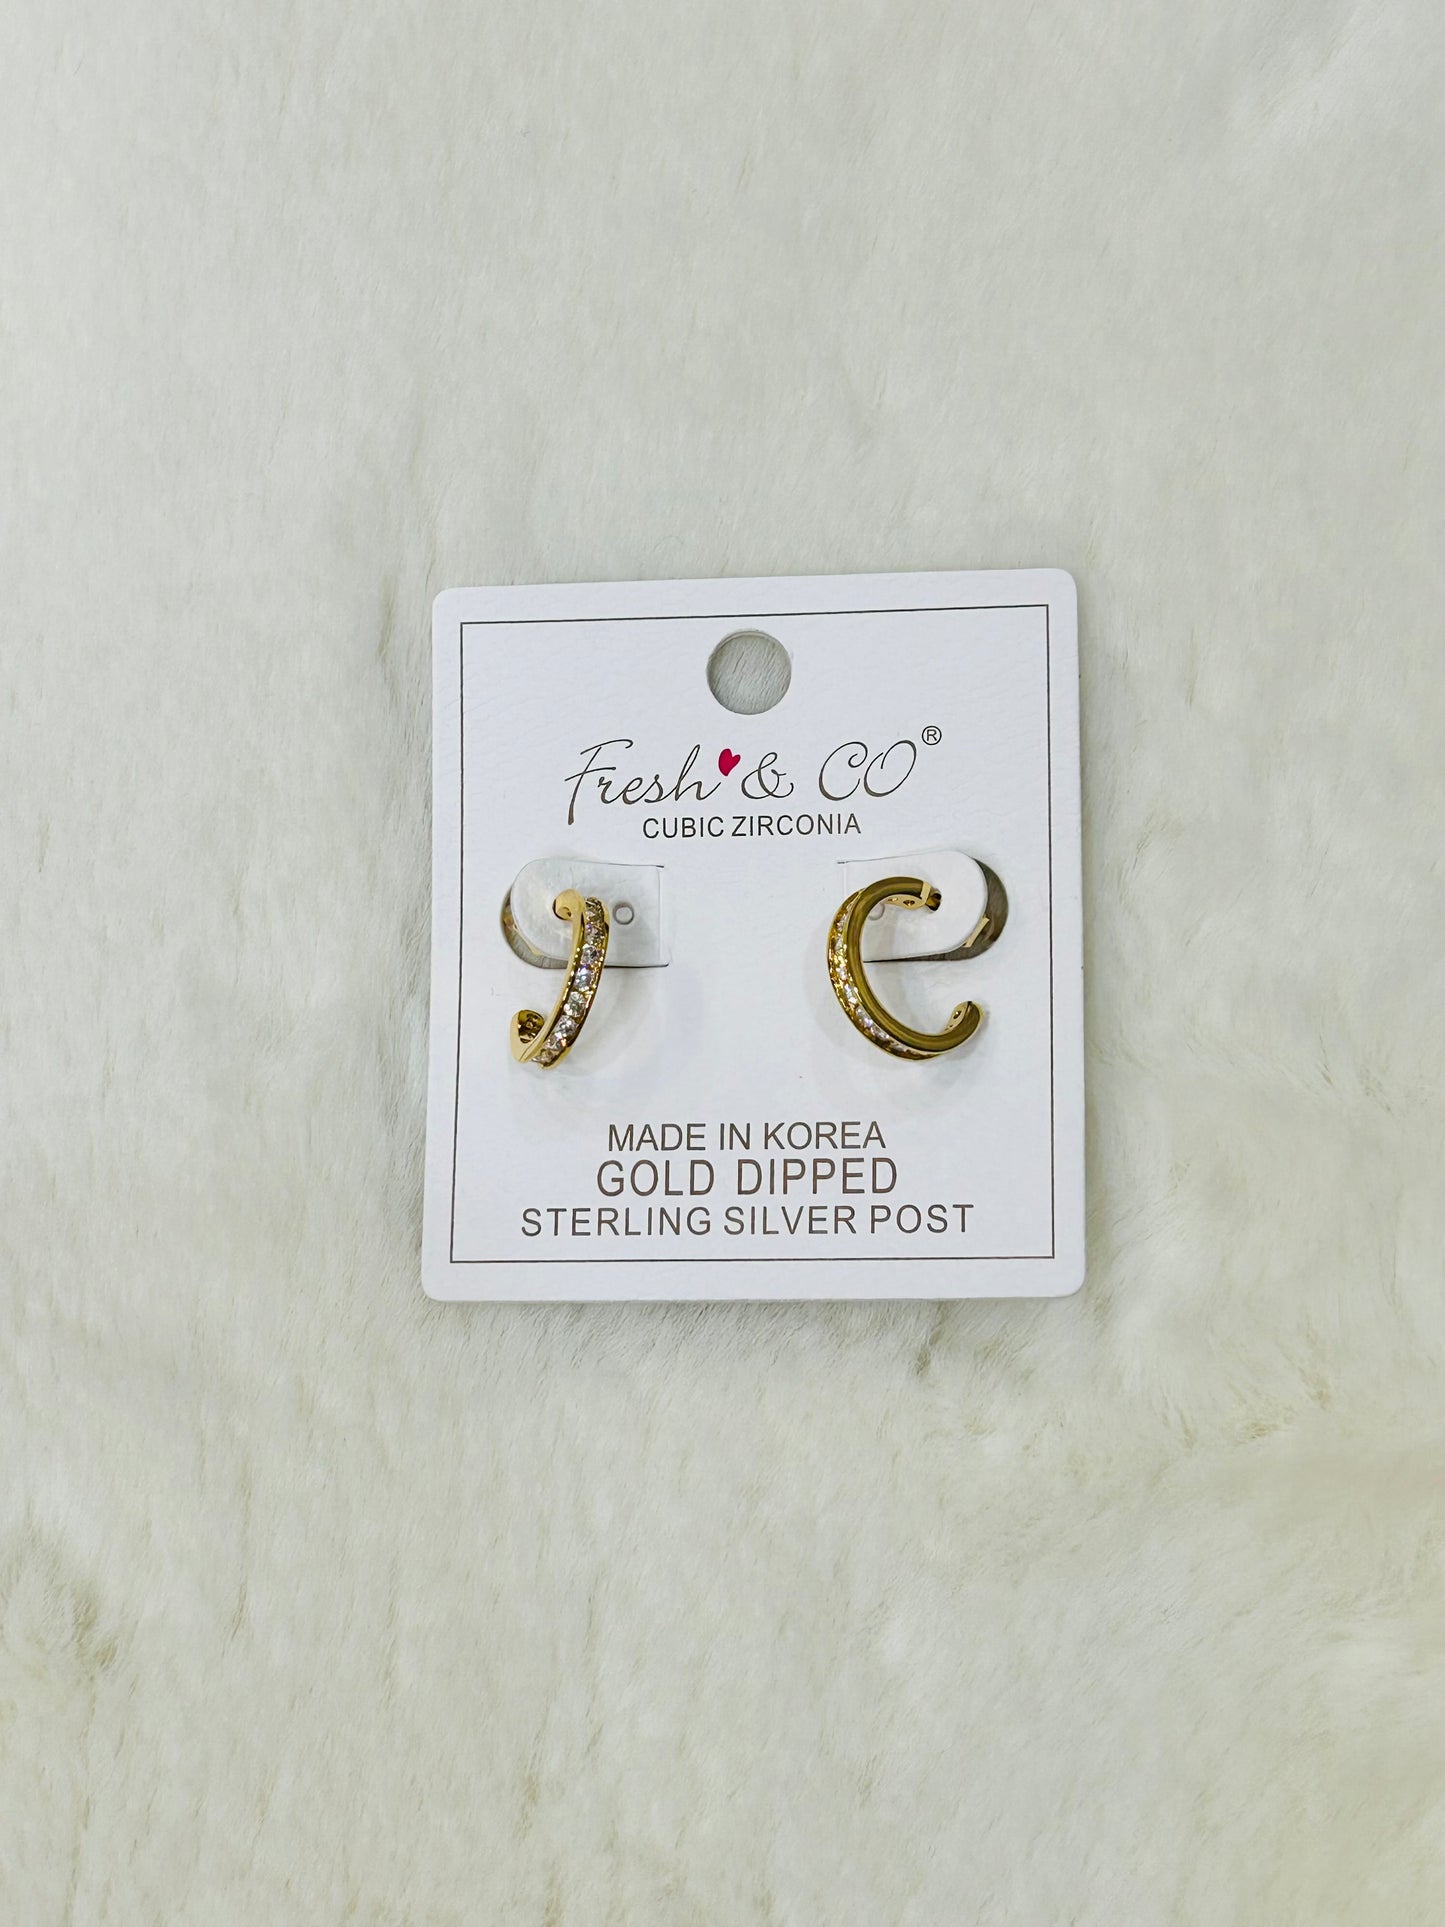 Fresh & CO®
CUBIC ZIRCONIA
MADE IN KOREA
GOLD DIPPED
STERLING SILVER POST